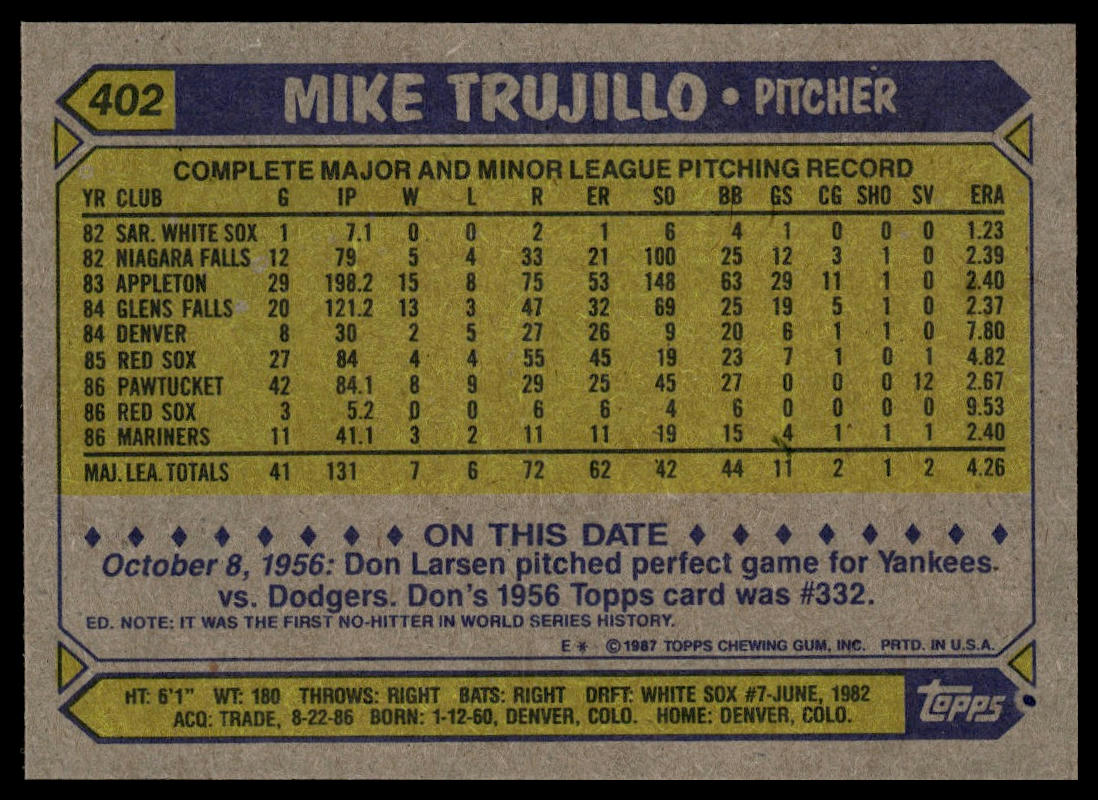 402 MIKE TRUJILLO • PITCHER
COMPLETE MAJOR AND MINOR LEAGUE PITCHING RECORD
YR CLUB G IP W L R ER SO BB GS CG SHO SV ERA
82 SAR. WHITE SOX 1 7.1 0 0 2 1 6 4 1 0 0 0 1.23
82 NIAGARA FALLS 12 79 5 4 33 21 100 25 12 3 1 0 2.39
83 APPLETON 29 198.2 15 8 75 53 148 63 29 11 1 0 2.40
84 GLENS FALLS 20 121.2 13 3 47 32 69 25 19 5 1 0 2.37
84 DENVER 8 30 2 5 27 26 9 20 6 1 1 0 7.80
85 RED SOX 27 84 4 4 55 45 19 23 7 1 0 1 4.82
86 PAWTUCKET 42 84.1 8 9 29 25 45 27 0 0 0 12 2.67
86 RED SOX 3 5.2 0 0 6 6 4 6 0 0 0 0 9.53
86 MARINERS 11 41.1 3 2 11 11 19 15 4 1 1 1 2.40
MAJ. LEA. TOTALS 41 131 7 6 72 62 42 44 11 2 1 2 4.26
ON THIS DATE
October 8, 1956: Don Larsen pitched perfect game for Yankees
vs. Dodgers. Don's 1956 Topps card was #332.
ED. NOTE: IT WAS THE FIRST NO-HITTER IN WORLD SERIES HISTORY.
E * ©1987 TOPPS CHEWING GUM, INC. PRTD. IN U.S.A.
HT: 6'1" WT: 180 THROWS: RIGHT BATS: RIGHT DRFT: WHITE SOX #7-JUNE, 1982
ACQ: TRADE, 8-22-86 BORN: 1-12-60, DENVER, COLO. HOME: DENVER, COLO.
Topps